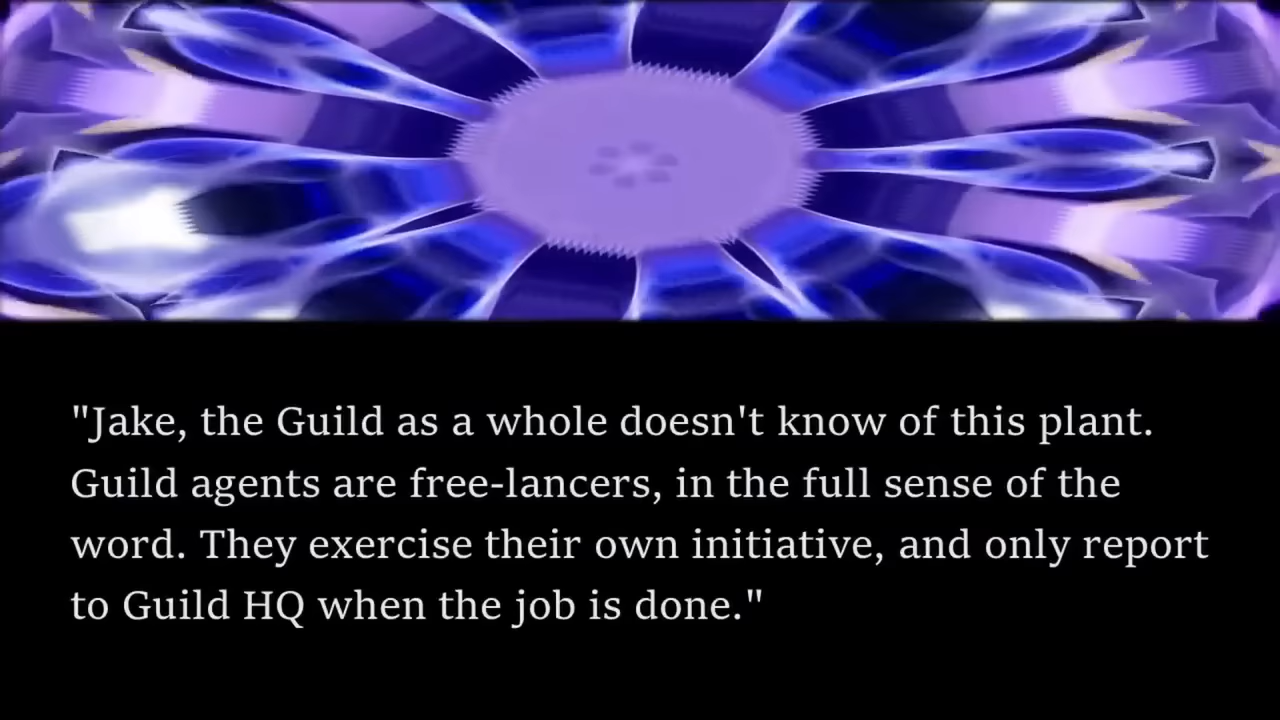 "Jake, the Guild as a whole doesn't know of this plant.
Guild agents are free-lancers, in the full sense of the
word. They exercise their own initiative, and only report
to Guild HQ when the job is done."